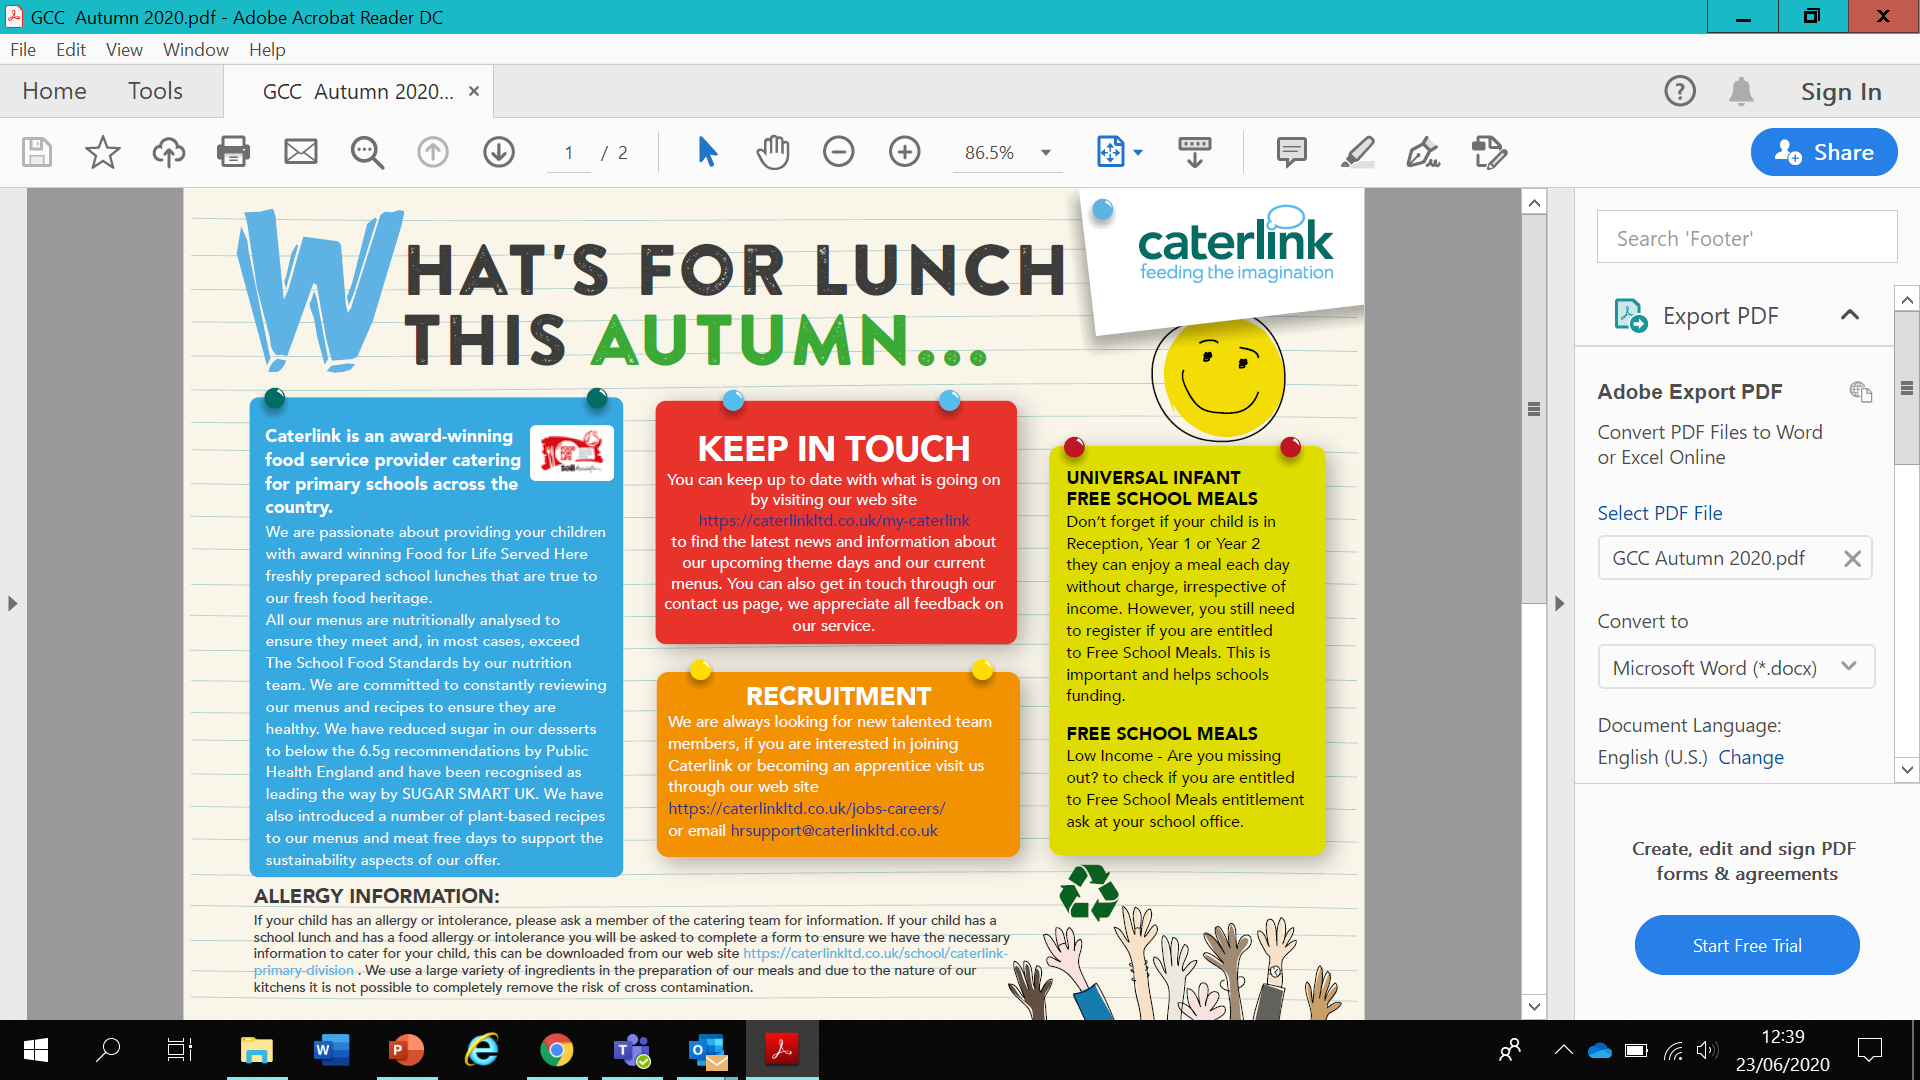 GCC  Autumn 2020.pdf - Adobe Acrobat Reader DC
File Edit View Window Help
Home Tools GCC  Autumn 2020... × Sign In
1 / 2 86.5% Share
WHAT'S FOR LUNCH
THIS AUTUMN...
caterlink
feeding the imagination
Caterlink is an award-winning
food service provider catering
for primary schools across the
country.
We are passionate about providing your children
with award winning Food for Life Served Here
freshly prepared school lunches that are true to
our fresh food heritage.
All our menus are nutritionally analysed to
ensure they meet and, in most cases, exceed
The School Food Standards by our nutrition
team. We are committed to constantly reviewing
our menus and recipes to ensure they are
healthy. We have reduced sugar in our desserts
to below the 6.5g recommendations by Public
Health England and have been recognised as
leading the way by SUGAR SMART UK. We have
also introduced a number of plant-based recipes
to our menus and meat free days to support the
sustainability aspects of our offer.
KEEP IN TOUCH
You can keep up to date with what is going on
by visiting our web site
https://caterlinkltd.co.uk/my-caterlink
to find the latest news and information about
our upcoming theme days and our current
menus. You can also get in touch through our
contact us page, we appreciate all feedback on
our service.
RECRUITMENT
We are always looking for new talented team
members, if you are interested in joining
Caterlink or becoming an apprentice visit us
through our web site
https://caterlinkltd.co.uk/jobs-careers/
or email hrsupport@caterlinkltd.co.uk
UNIVERSAL INFANT
FREE SCHOOL MEALS
Don't forget if your child is in
Reception, Year 1 or Year 2
they can enjoy a meal each day
without charge, irrespective of
income. However, you still need
to register if you are entitled
to Free School Meals. This is
important and helps schools
funding.
FREE SCHOOL MEALS
Low Income - Are you missing
out? to check if you are entitled
to Free School Meals entitlement
ask at your school office.
ALLERGY INFORMATION:
If your child has an allergy or intolerance, please ask a member of the catering team for information. If your child has a
school lunch and has a food allergy or intolerance you will be asked to complete a form to ensure we have the necessary
information to cater for your child, this can be downloaded from our web site https://caterlinkltd.co.uk/school/caterlink-
primary-division . We use a large variety of ingredients in the preparation of our meals and due to the nature of our
kitchens it is not possible to completely remove the risk of cross contamination.
Search 'Footer'
Export PDF
Adobe Export PDF
Convert PDF Files to Word
or Excel Online
Select PDF File
GCC Autumn 2020.pdf
Convert to
Microsoft Word (*.docx)
Document Language:
English (U.S.) Change
Create, edit and sign PDF
forms & agreements
Start Free Trial
12:39
23/06/2020